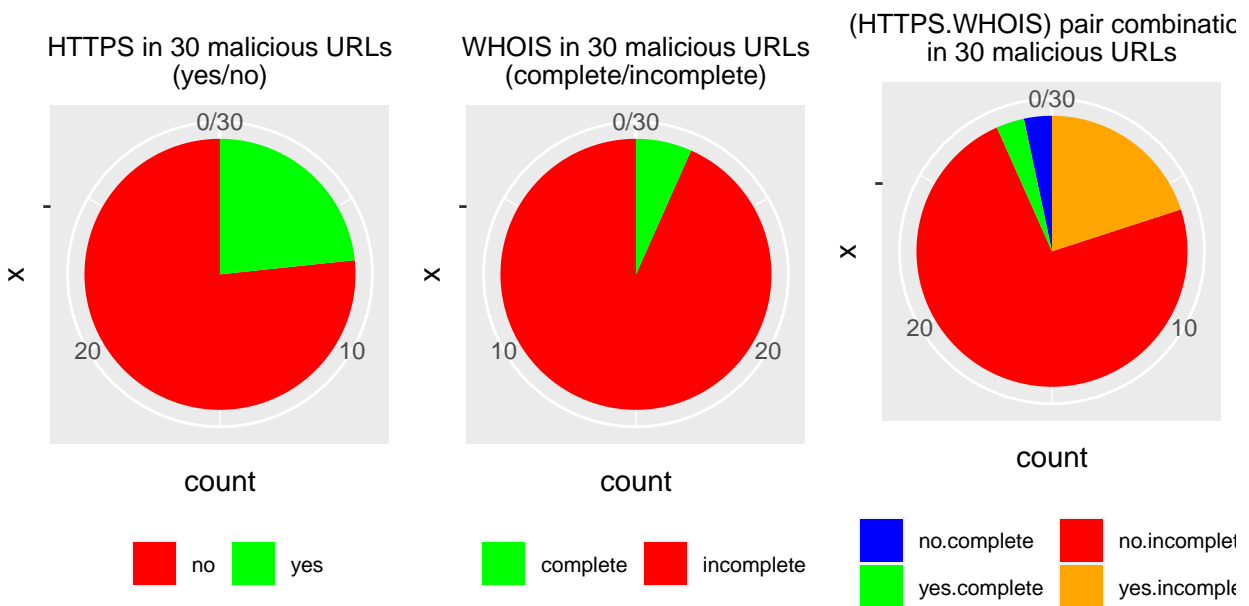 HTTPS in 30 malicious URLs
(yes/no)
0/30
10
20
x
count
no
yes
WHOIS in 30 malicious URLs
(complete/incomplete)
0/30
20
10
x
count
complete
incomplete
(HTTPS.WHOIS) pair combinatio
in 30 malicious URLs
0/30
10
20
x
count
no.complete
no.incomplet
yes.complete
yes.incomple